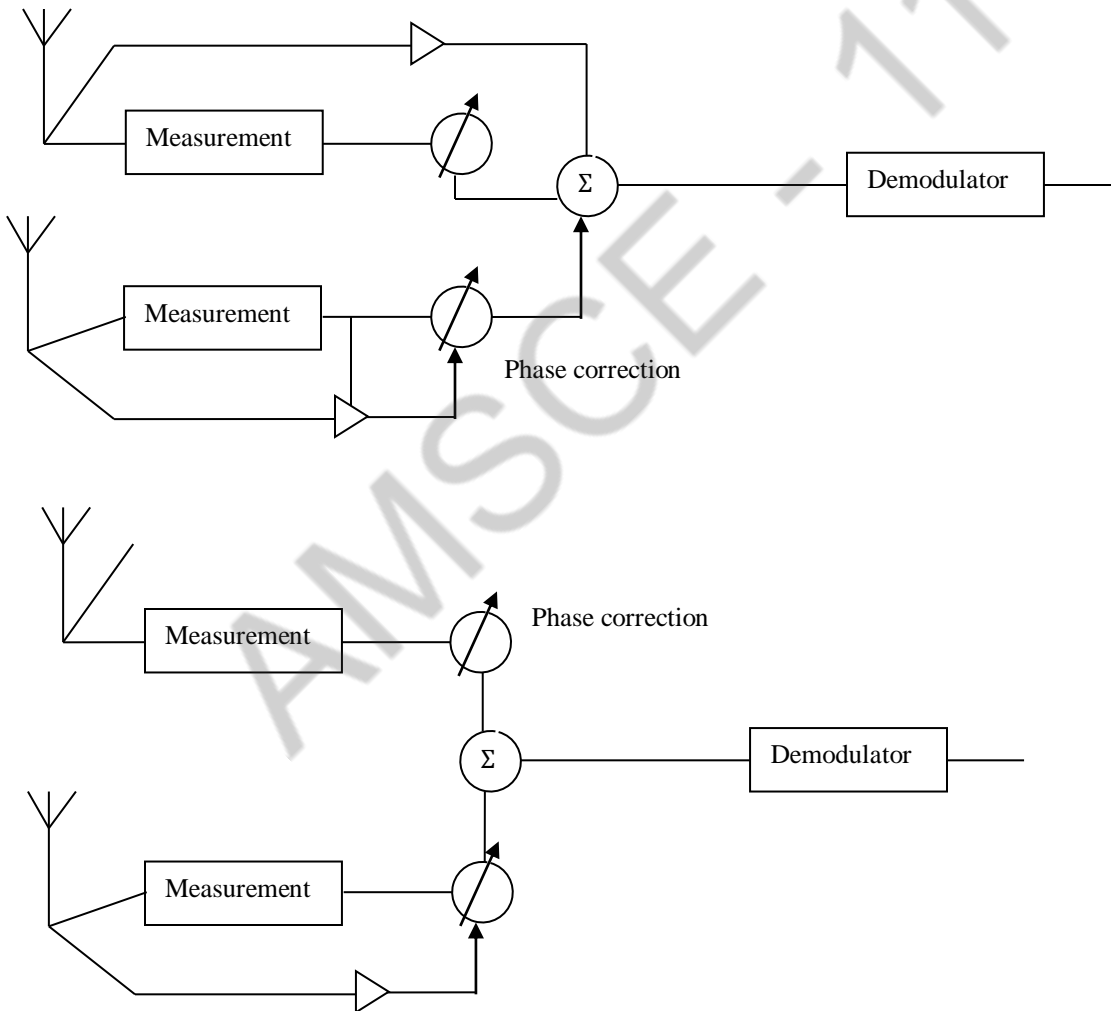 Measurement
Σ
Demodulator
Measurement
Phase correction
AMSCE - 11
Phase correction
Measurement
Σ
Demodulator
Measurement